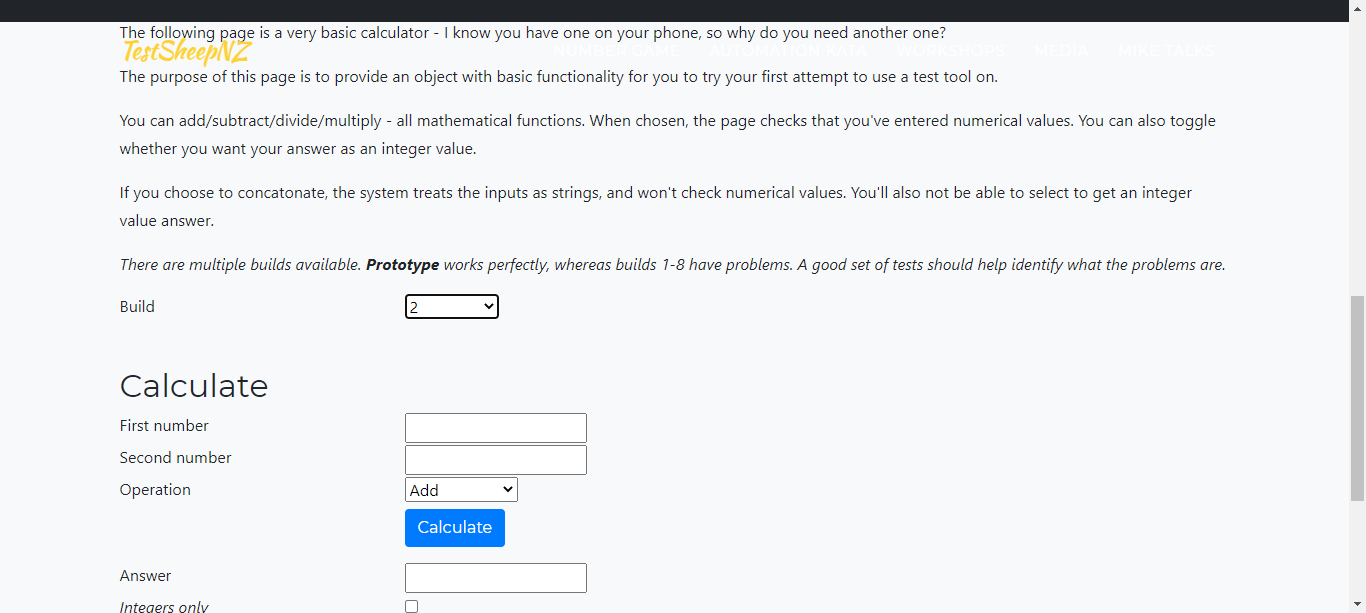 The following page is a very basic calculator - I know you have one on your phone, so why do you need another one?
TestSheepNZ NUMBER GAME AUTOMATION KATA WORKSHOPS MEDIA MIKE TALKS
The purpose of this page is to provide an object with basic functionality for you to try your first attempt to use a test tool on.
You can add/subtract/divide/multiply - all mathematical functions. When chosen, the page checks that you've entered numerical values. You can also toggle
whether you want your answer as an integer value.
If you choose to concatonate, the system treats the inputs as strings, and won't check numerical values. You'll also not be able to select to get an integer
value answer.
There are multiple builds available. Prototype works perfectly, whereas builds 1-8 have problems. A good set of tests should help identify what the problems are.
Build 2
Calculate
First number
Second number
Operation Add
Calculate
Answer
Integers only